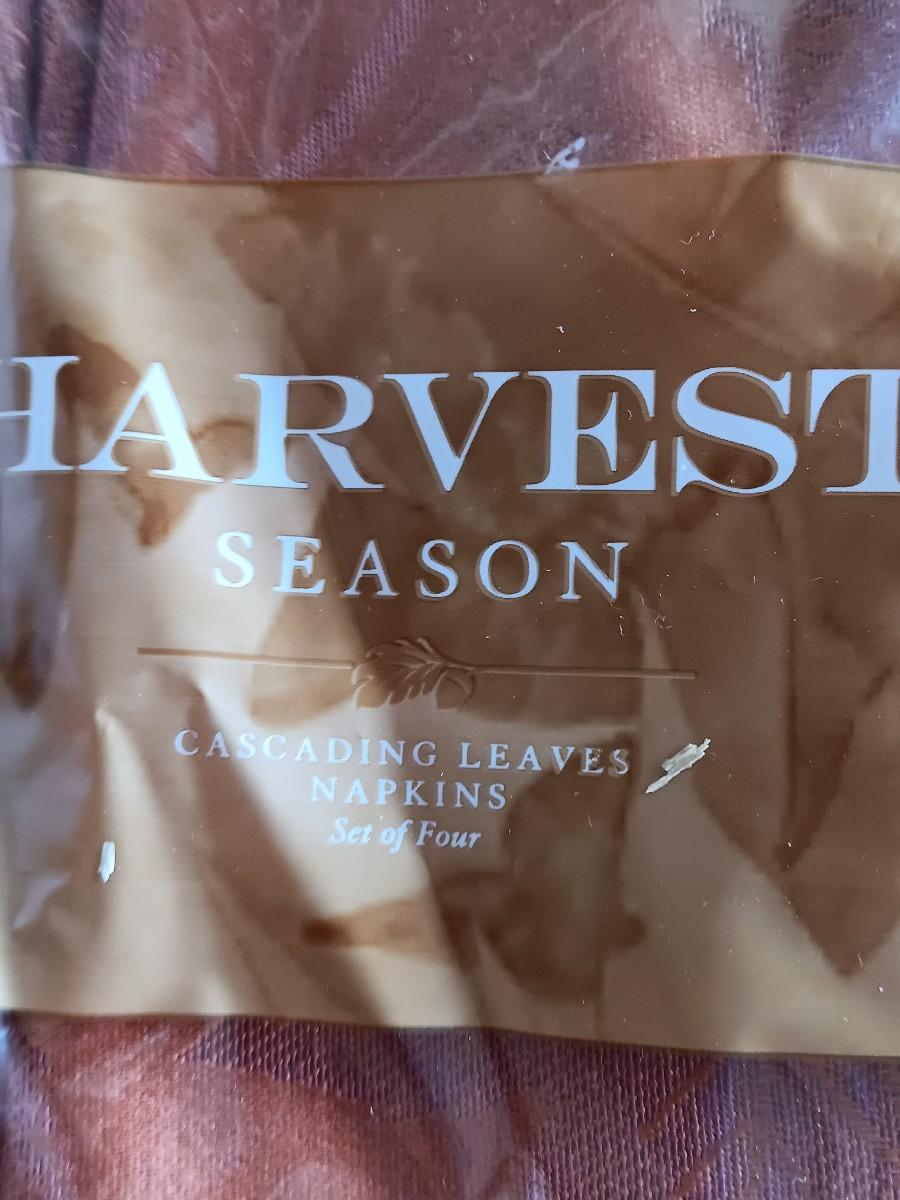 HARVEST
SEASON
CASCADING LEAVES
NAPKINS
Set of Four